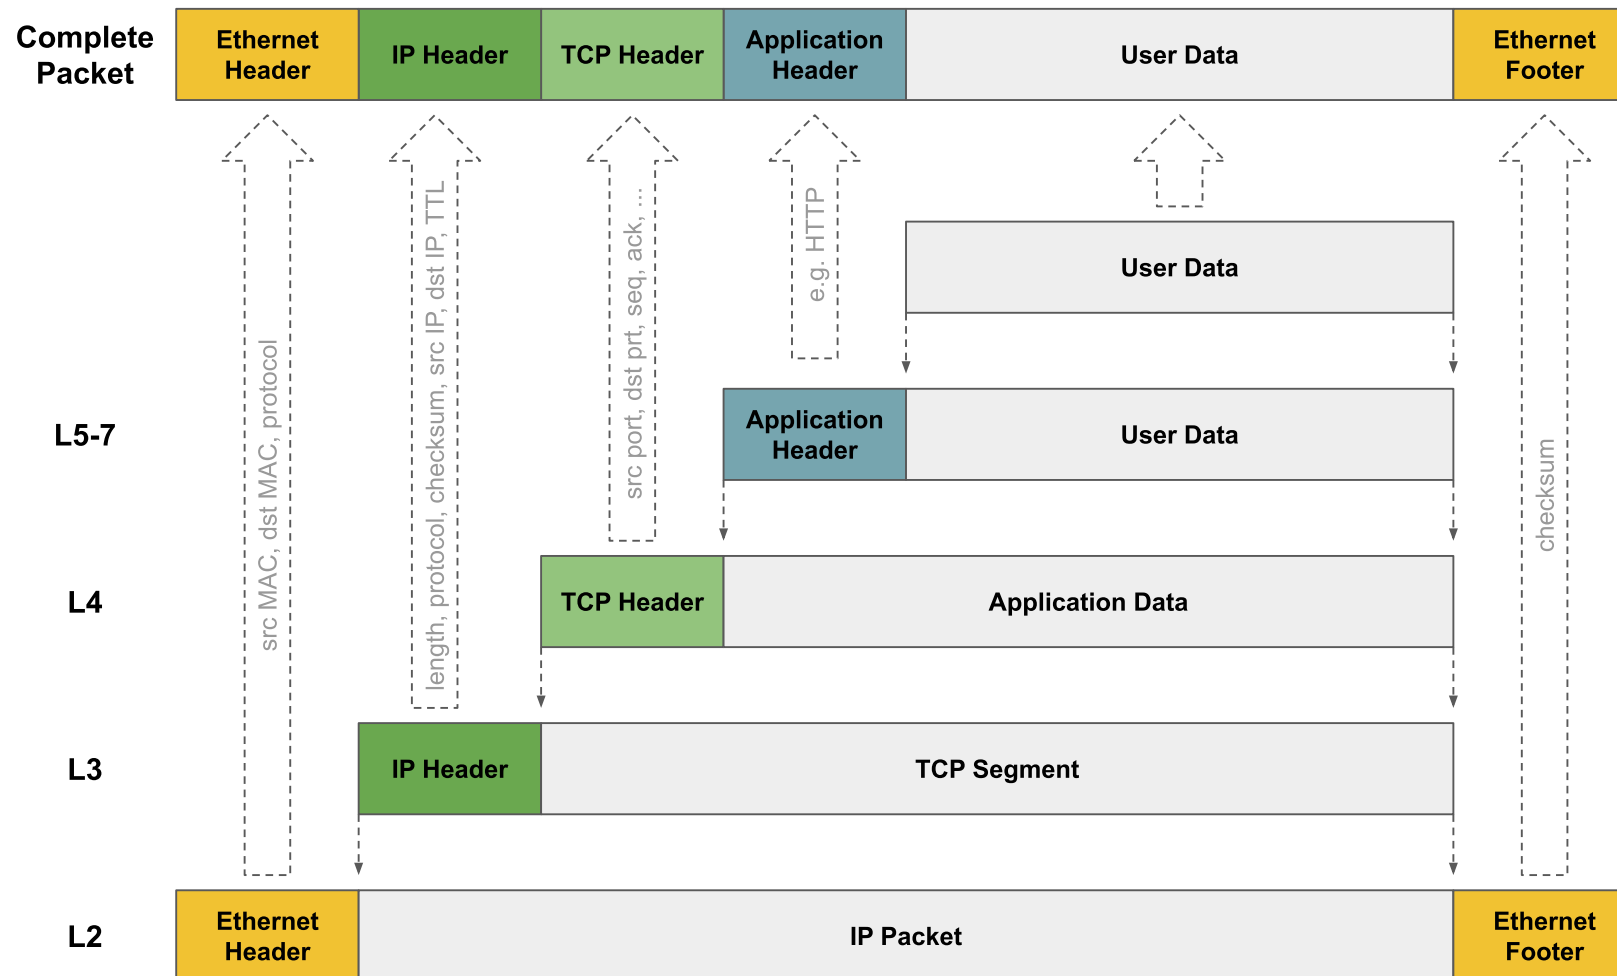 Complete
Packet
Ethernet
Header
IP Header
TCP Header
Application
Header
User Data
Ethernet
Footer
src MAC, dst MAC, protocol
length, protocol, checksum, src IP, dst IP, TTL
src port, dst prt, seq, ack, ...
e.g. HTTP
checksum
User Data
L5-7
Application
Header
User Data
L4
TCP Header
Application Data
L3
IP Header
TCP Segment
L2
Ethernet
Header
IP Packet
Ethernet
Footer